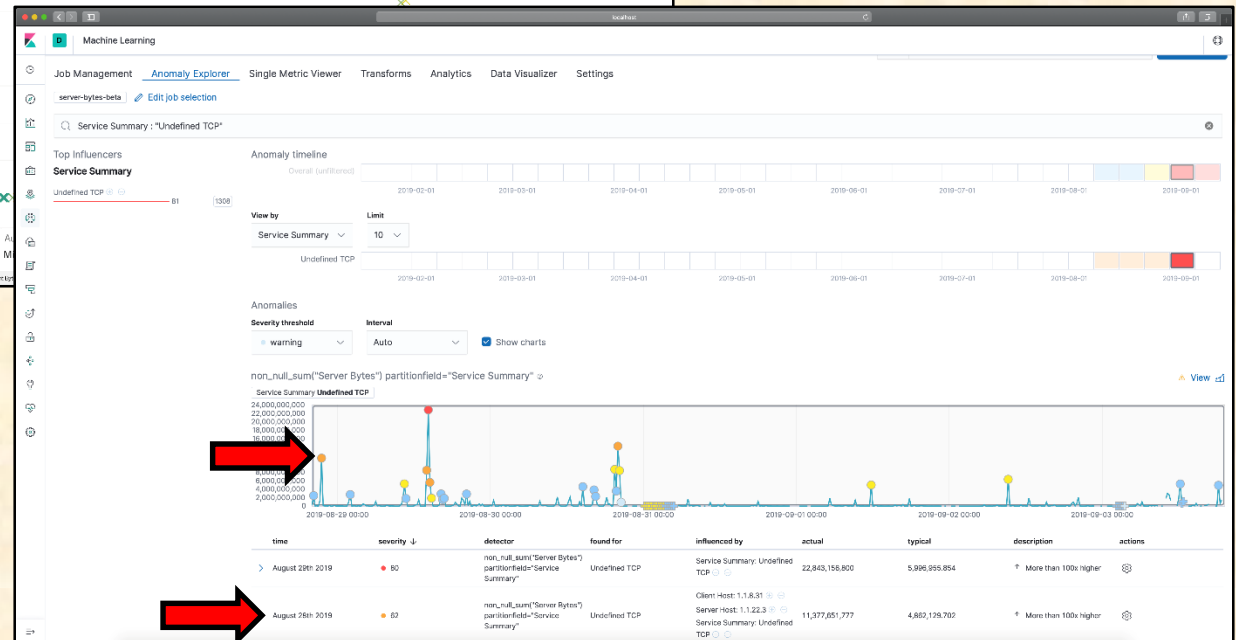 localhost
D Machine Learning
Job Management Anomaly Explorer Single Metric Viewer Transforms Analytics Data Visualizer Settings
server-bytes-beta Edit job selection
Service Summary : "Undefined TCP"
Top Influencers
Service Summary
Undefined TCP
81 1308
Anomaly timeline
Overall (unfiltered)
2019-02-01 2019-03-01 2019-04-01 2019-05-01 2019-06-01 2019-07-01 2019-08-01 2019-09-01
View by Limit
Service Summary 10
Undefined TCP
2019-02-01 2019-03-01 2019-04-01 2019-05-01 2019-06-01 2019-07-01 2019-08-01 2019-09-01
Anomalies
Severity threshold Interval
warning Auto Show charts
non_null_sum("Server Bytes") partitionfield="Service Summary"
View
Service Summary Undefined TCP
24,000,000,000
22,000,000,000
20,000,000,000
18,000,000,000
6,000,000,000
4,000,000,000
2,000,000,000
0
2019-08-29 00:00 2019-08-30 00:00 2019-08-31 00:00 2019-09-01 00:00 2019-09-02 00:00 2019-09-03 00:00
time severity detector found for influenced by actual typical description actions
August 29th 2019 80 non_null_sum("Server Bytes") partitionfield="Service Summary" Undefined TCP Service Summary: Undefined TCP 22,843,156,800 5,996,955.854 More than 100x higher
August 28th 2019 62 non_null_sum("Server Bytes") partitionfield="Service Summary" Undefined TCP Client Host: 1.1.8.31 Server Host: 1.1.22.3 Service Summary: Undefined TCP 11,377,651,777 4,862,129.702 More than 100x higher